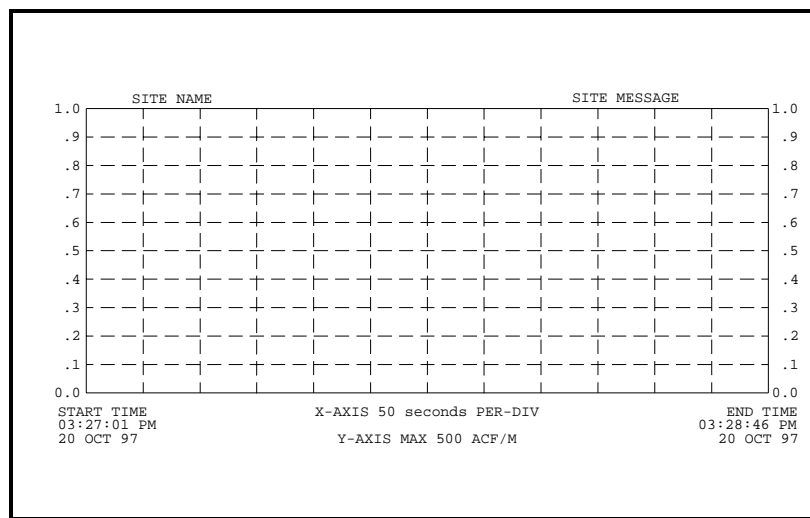 SITE NAME SITE MESSAGE
1.0 1.0
.9 .9
.8 .8
.7 .7
.6 .6
.5 .5
.4 .4
.3 .3
.2 .2
.1 .1
0.0 0.0
START TIME X-AXIS 50 seconds PER-DIV END TIME
03:27:01 PM 03:28:46 PM
20 OCT 97 Y-AXIS MAX 500 ACF/M 20 OCT 97